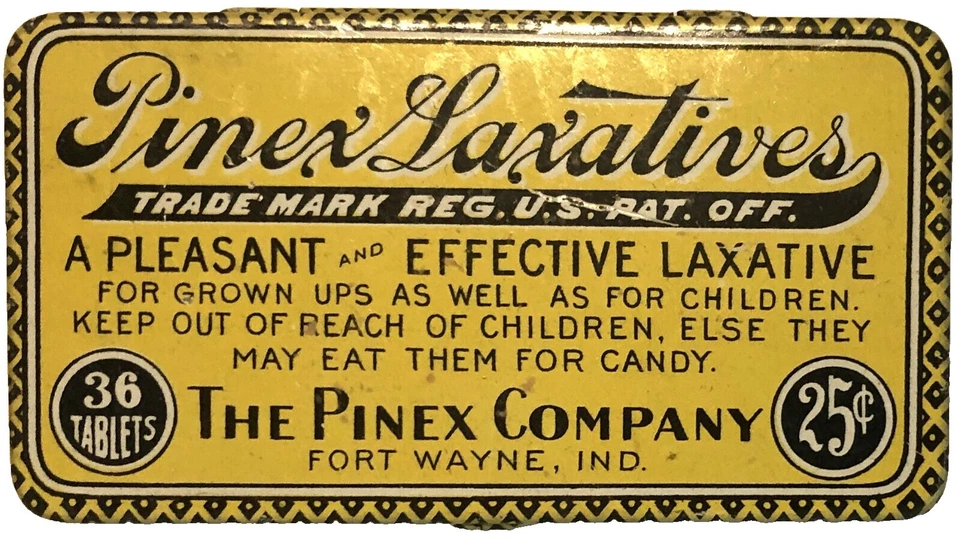 Pinex Laxatives
TRADE MARK REG. U.S. PAT. OFF.
A PLEASANT AND EFFECTIVE LAXATIVE
FOR GROWN UPS AS WELL AS FOR CHILDREN.
KEEP OUT OF REACH OF CHILDREN, ELSE THEY
MAY EAT THEM FOR CANDY.
36
TABLETS
THE PINEX COMPANY
FORT WAYNE, IND.
25¢